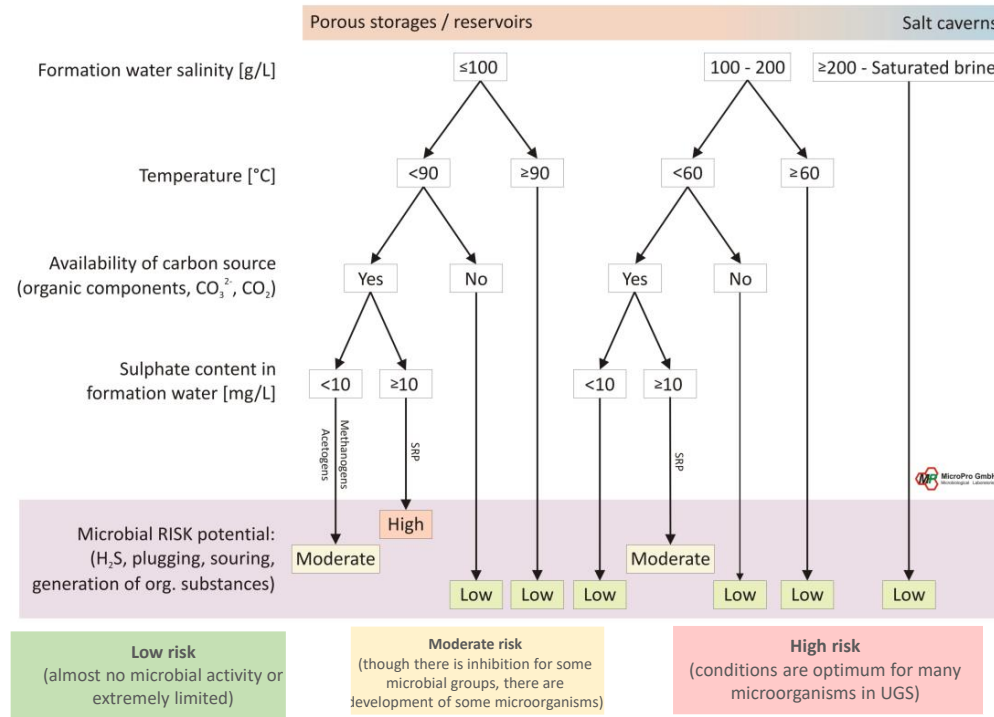 Porous storages / reservoirs
Salt caverns
Formation water salinity [g/L]
≤100
100 - 200
≥200 - Saturated brine
Temperature [°C]
<90
≥90
<60
≥60
Availability of carbon source
(organic components, CO₃²⁻, CO₂)
Yes
No
Yes
No
Sulphate content in
formation water [mg/L]
<10
≥10
<10
≥10
Acetogens
Methanogens
SRP
SRP
MR
MicroPro GmbH
Microbiological Laboratories
Microbial RISK potential:
(H₂S, plugging, souring,
generation of org. substances)
High
Moderate
Moderate
Low
Low
Low
Low
Low
Low
Low risk
(almost no microbial activity or
extremely limited)
Moderate risk
(though there is inhibition for some
microbial groups, there are
development of some microorganisms)
High risk
(conditions are optimum for many
microorganisms in UGS)